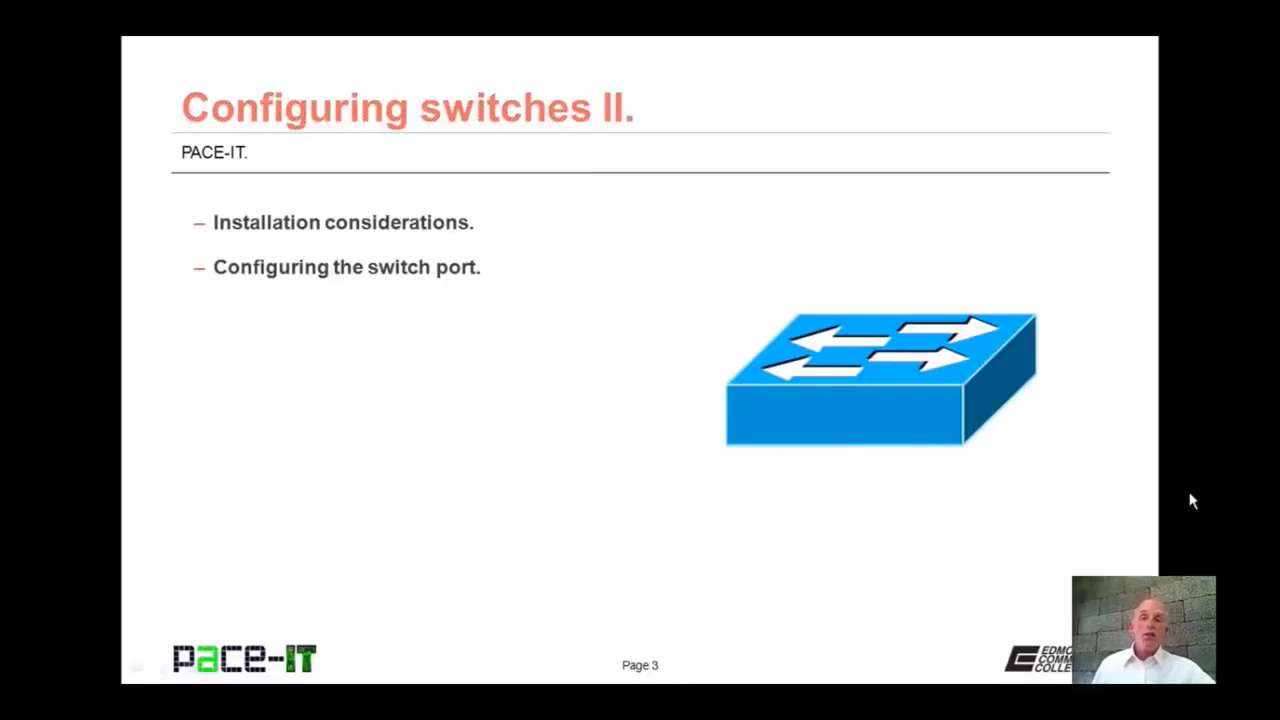 Configuring switches II.
PACE-IT.
– Installation considerations.
– Configuring the switch port.
pace-IT
Page 3